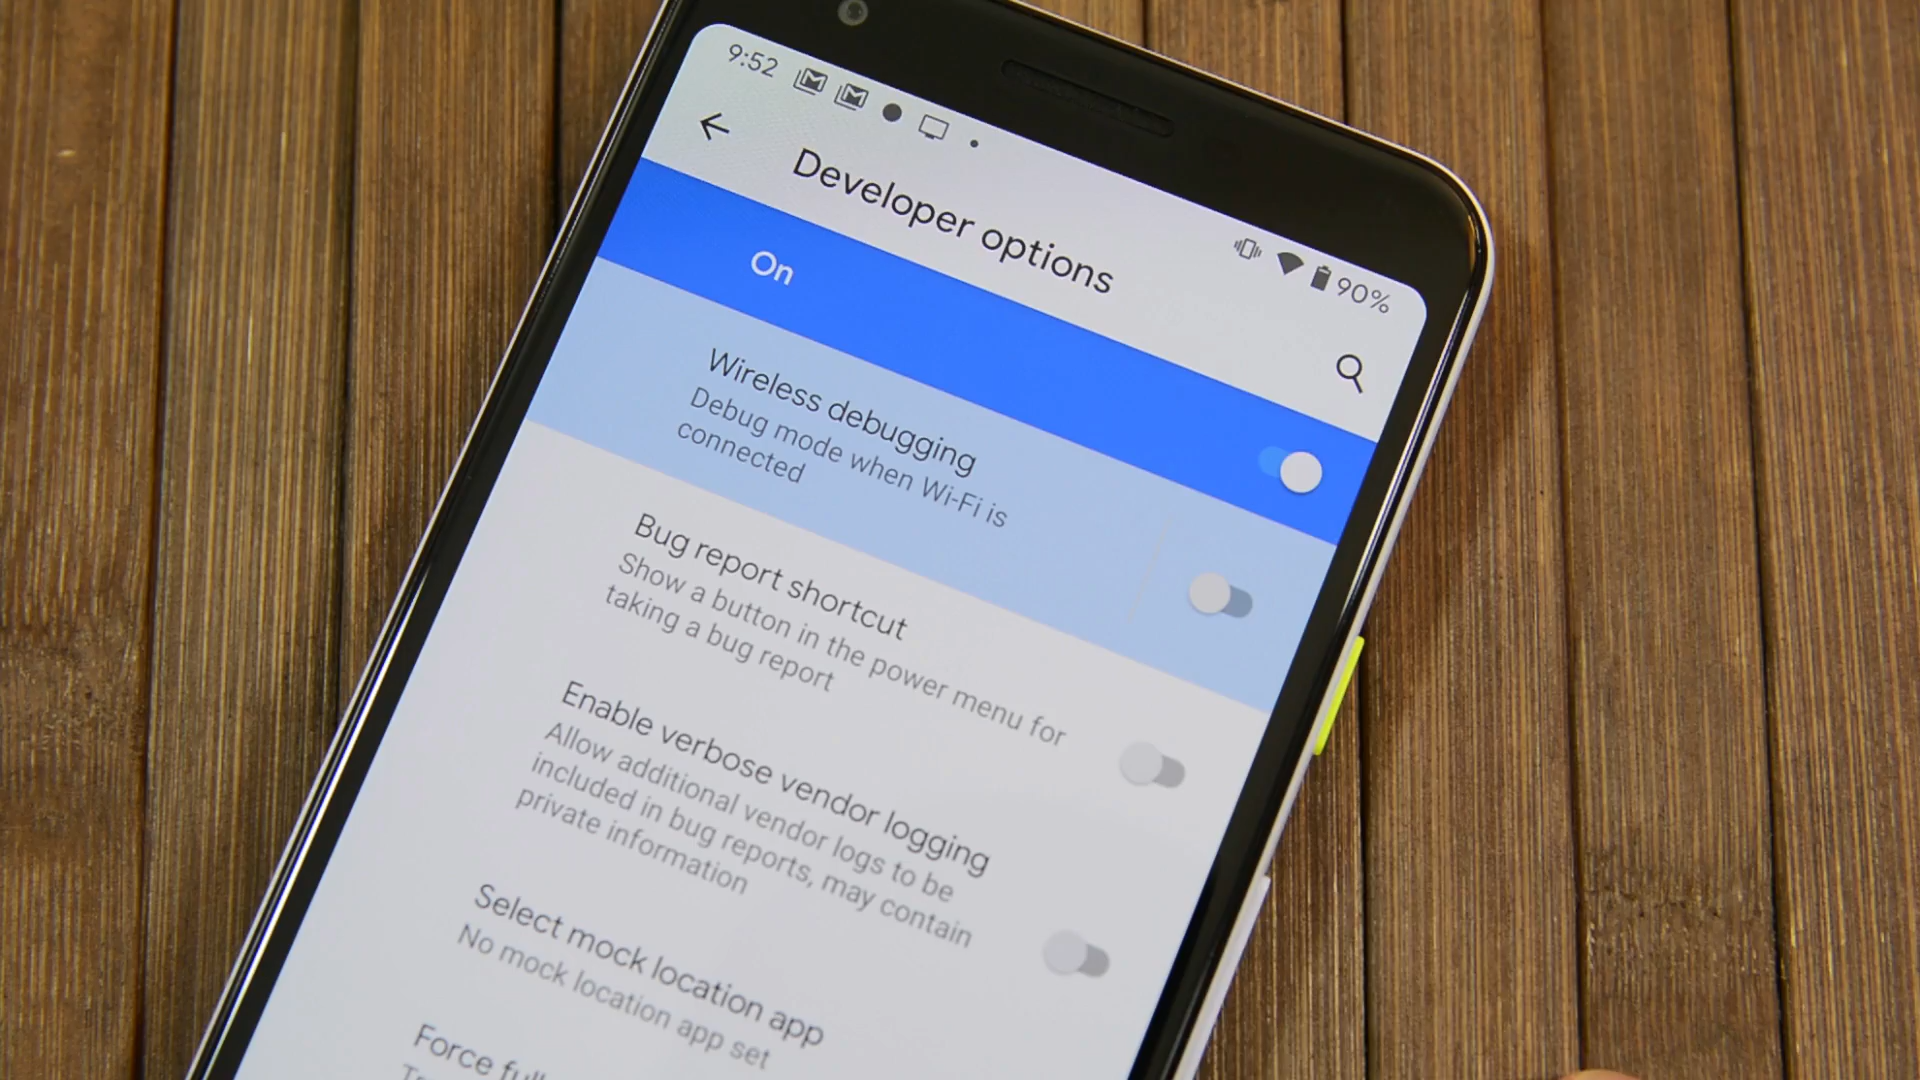 9:52
90%
Developer options
On
Wireless debugging
Debug mode when Wi-Fi is
connected
Bug report shortcut
Show a button in the power menu for
taking a bug report
Enable verbose vendor logging
Allow additional vendor logs to be
included in bug reports, may contain
private information
Select mock location app
No mock location app set
Force